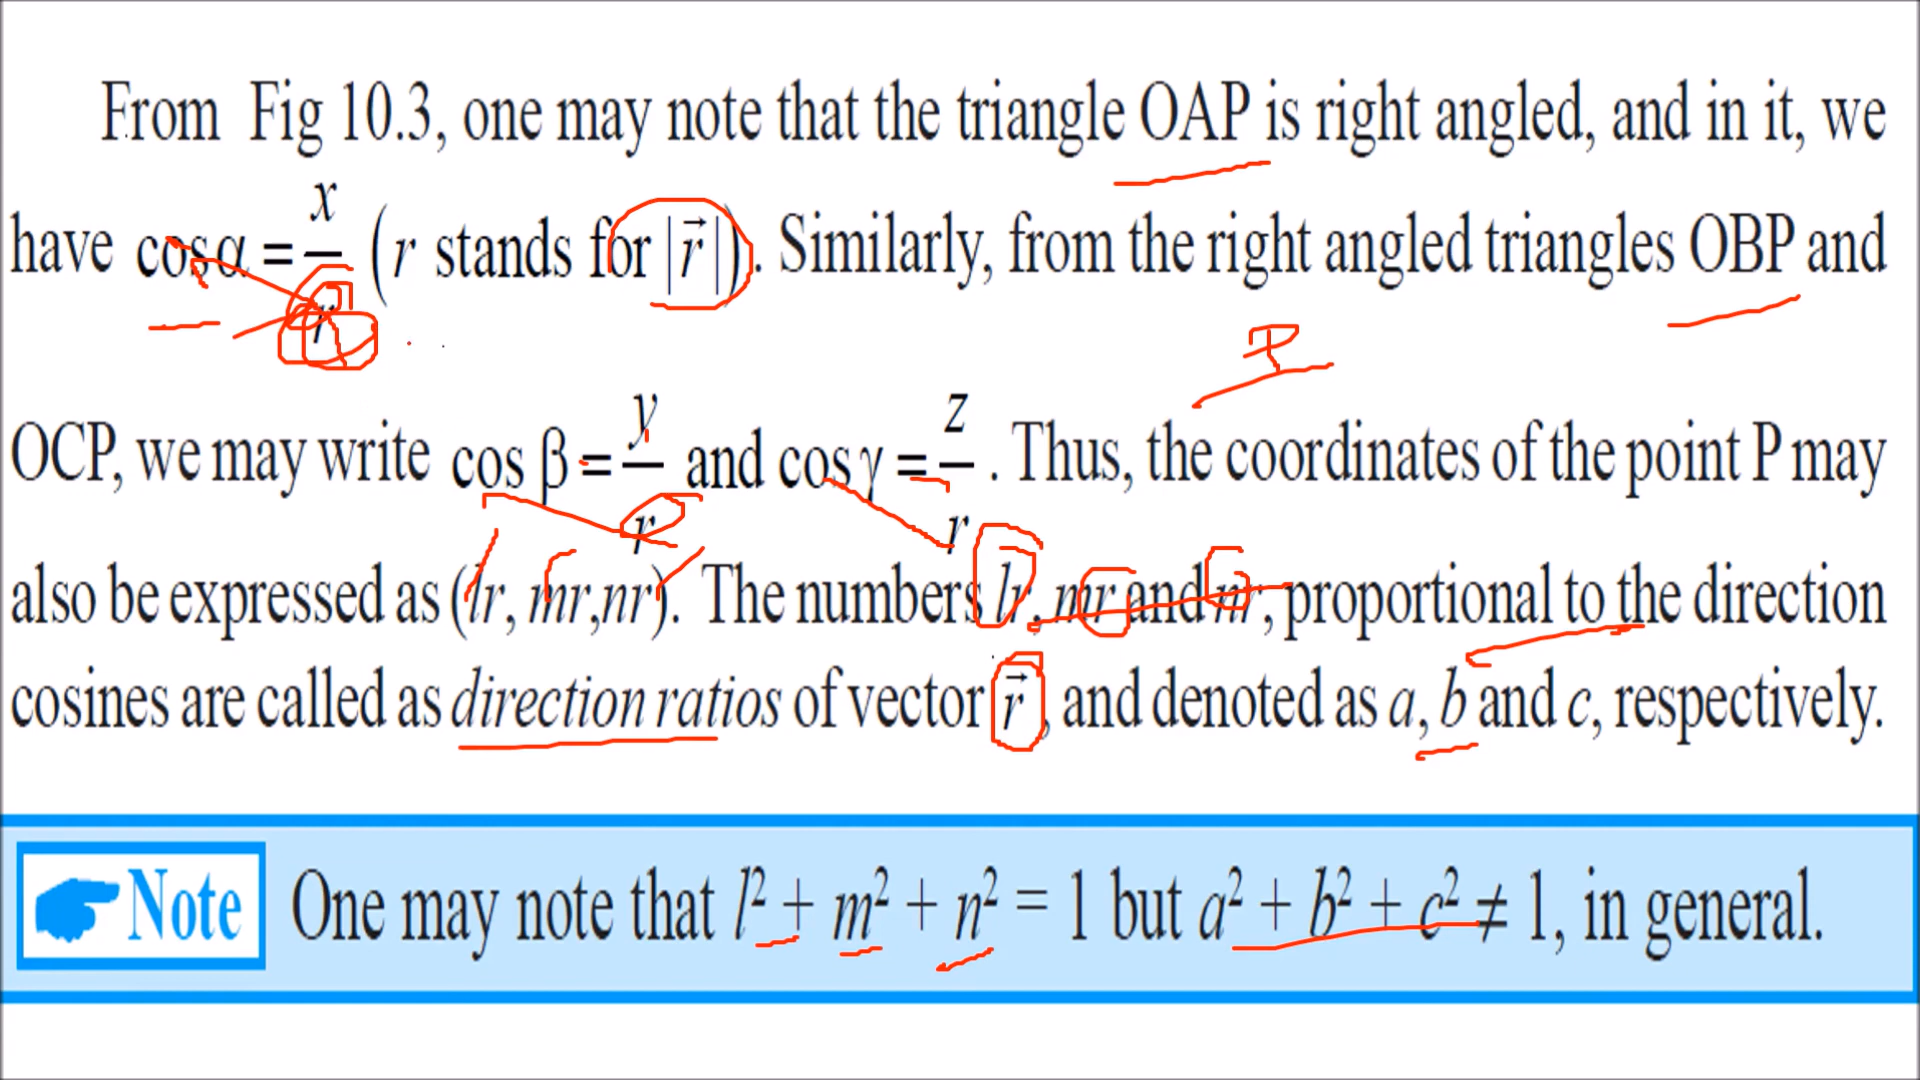 From Fig 10.3, one may note that the triangle OAP is right angled, and in it, we
have cos α = x/r (r stands for |r⃗|). Similarly, from the right angled triangles OBP and
P
OCP, we may write cos β = y/r and cos γ = z/r. Thus, the coordinates of the point P may
also be expressed as (lr, mr,nr). The numbers lr, mr and nr, proportional to the direction
cosines are called as direction ratios of vector r⃗, and denoted as a, b and c, respectively.
Note One may note that l² + m² + n² = 1 but a² + b² + c² ≠ 1, in general.